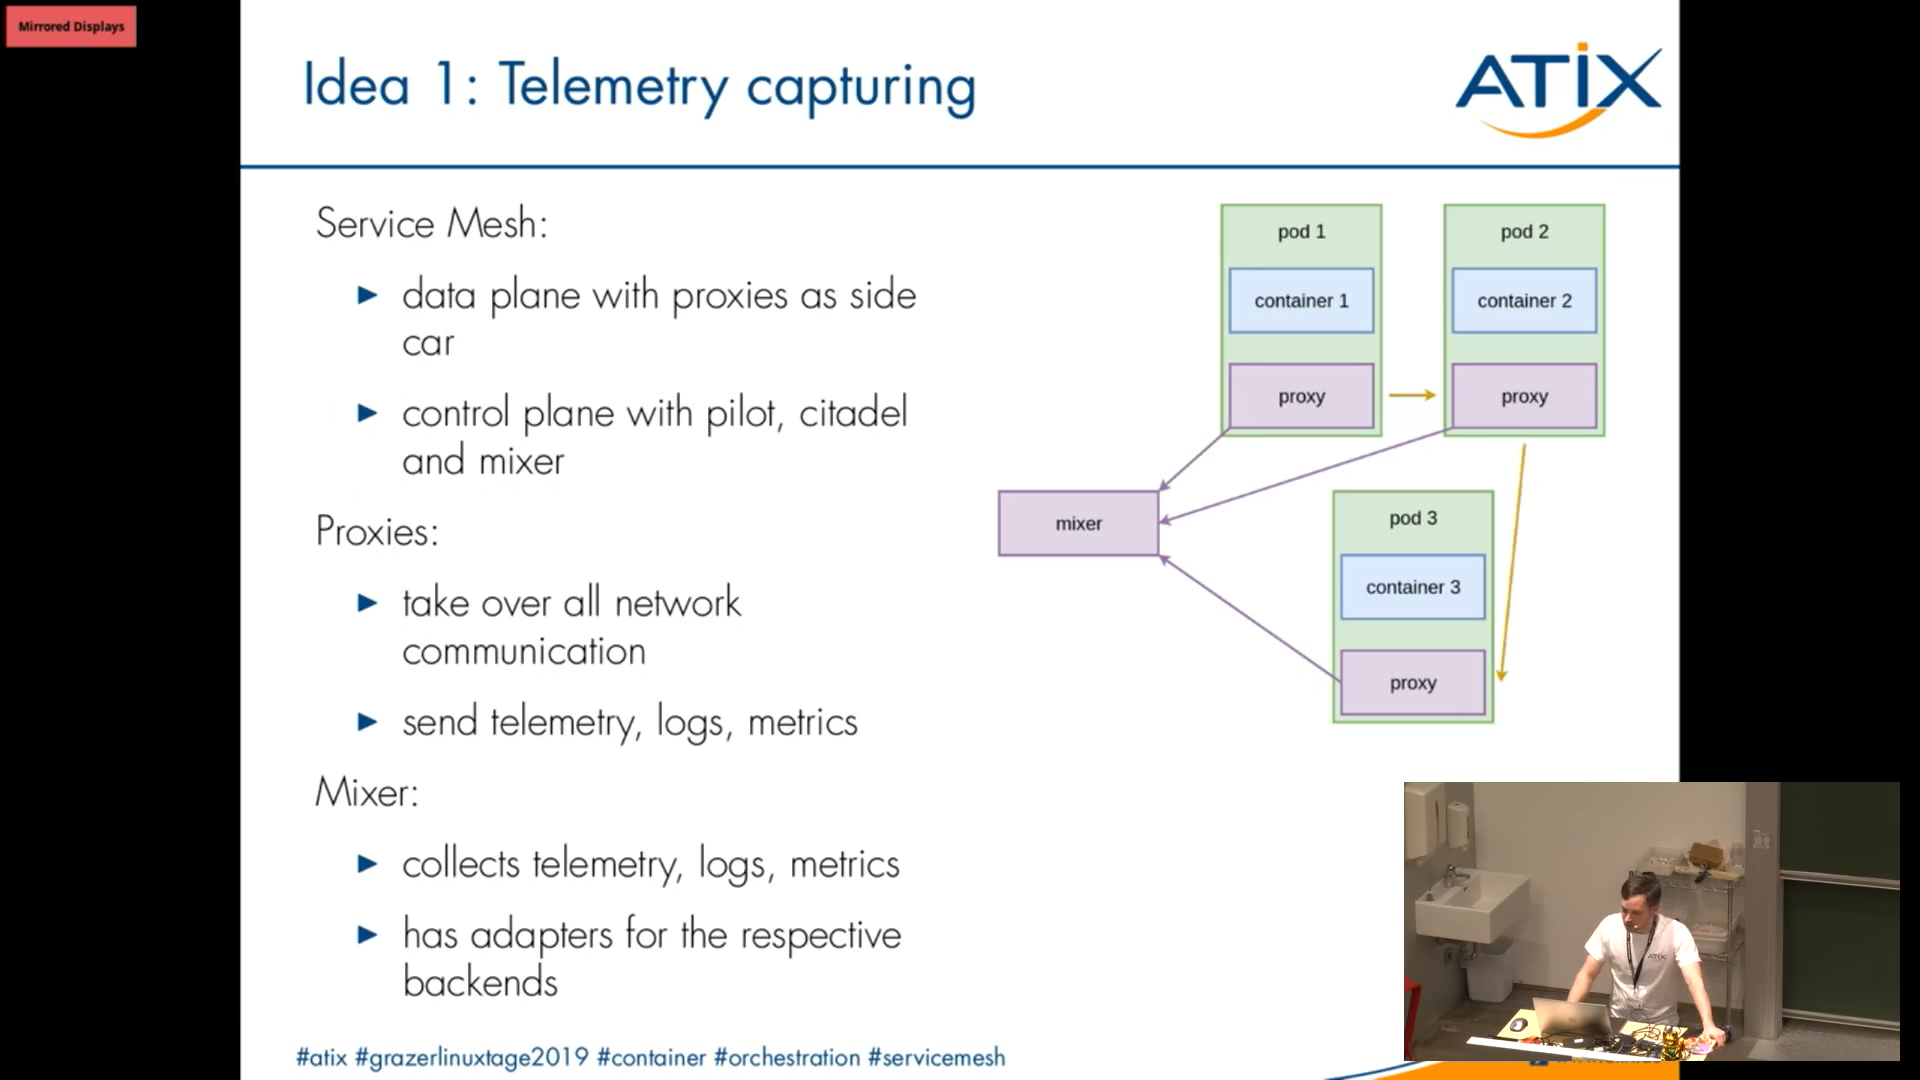 Mirrored Displays
Idea 1: Telemetry capturing
ATIX
Service Mesh:
data plane with proxies as side
car
control plane with pilot, citadel
and mixer
Proxies:
take over all network
communication
send telemetry, logs, metrics
Mixer:
collects telemetry, logs, metrics
has adapters for the respective
backends
pod 1
container 1
proxy
pod 2
container 2
proxy
mixer
pod 3
container 3
proxy
ATIX
#atix #grazerlinuxtage2019 #container #orchestration #servicemesh